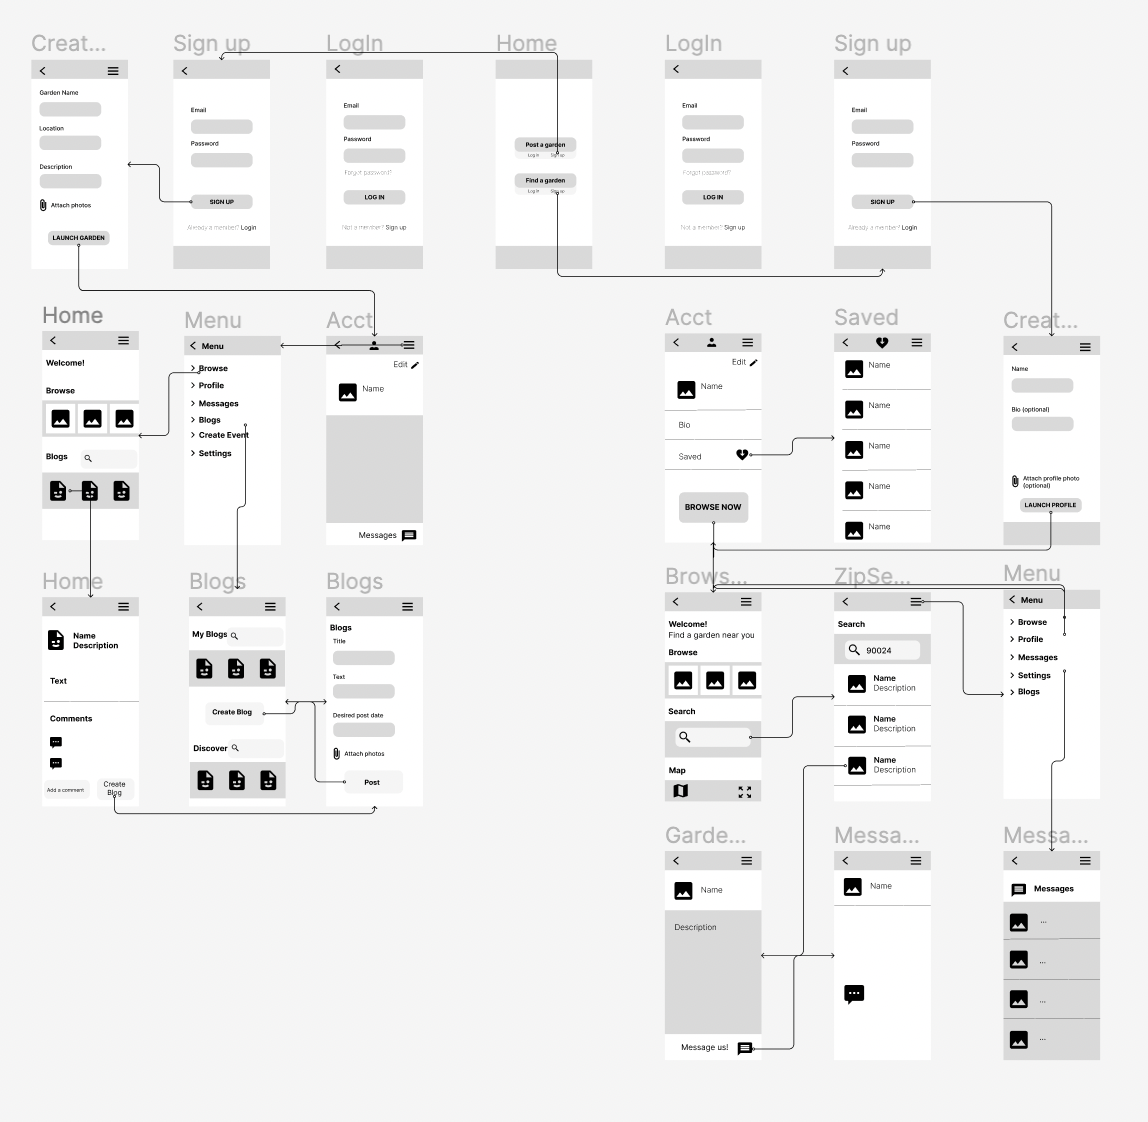 Creat...
Garden Name
Location
Description
Attach photos
LAUNCH GARDEN
Sign up
Email
Password
SIGN UP
Already a member? Login
LogIn
Email
Password
Forgot password?
LOG IN
Not a member? Sign up
Home
Post a garden
Log in Sign up
Find a garden
Log in Sign up
LogIn
Email
Password
Forgot password?
LOG IN
Not a member? Sign up
Sign up
Email
Password
SIGN UP
Already a member? Login
Home
Welcome!
Browse
Blogs
Menu
Menu
Browse
Profile
Messages
Blogs
Create Event
Settings
Acct
Edit
Name
Messages
Acct
Edit
Name
Bio
Saved
BROWSE NOW
Saved
Name
Name
Name
Name
Name
Creat...
Name
Bio (optional)
Attach profile photo
(optional)
LAUNCH PROFILE
Home
Name
Description
Text
Comments
Add a comment
Create
Blog
Blogs
My Blogs
Create Blog
Discover
Blogs
Blogs
Title
Text
Desired post date
Attach photos
Post
Brows...
Welcome!
Find a garden near you
Browse
Search
Map
ZipSe...
Search
90024
Name
Description
Name
Description
Name
Description
Menu
Menu
Browse
Profile
Messages
Settings
Blogs
Garde...
Name
Description
Message us!
Messa...
Name
Messa...
Messages
...
...
...
...